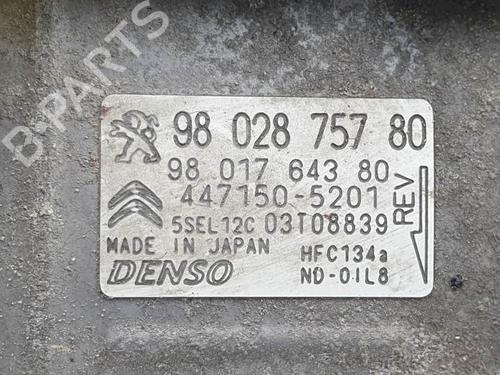 B-PARTS
98 028 757 80
98 017 643 80
447150-5201
REV
5SEL12C 03T08839
MADE IN JAPAN
HFC134a
DENSO
ND-OIL8